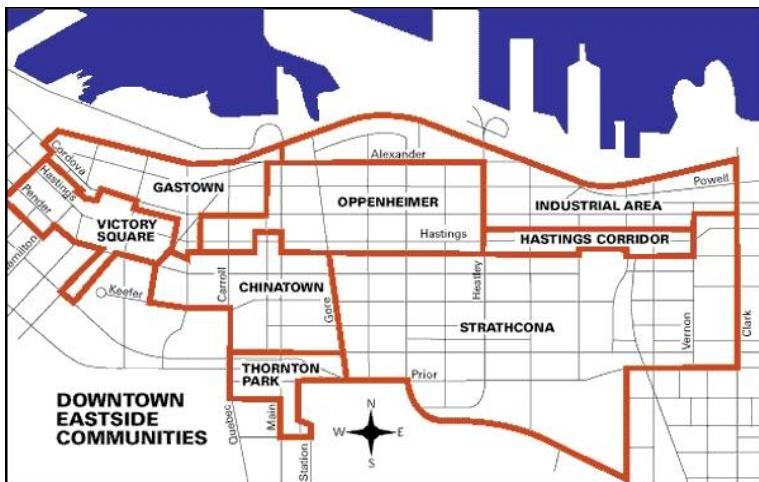 Alexander
Cordova
Powell
GASTOWN
Hastings
OPPENHEIMER
INDUSTRIAL AREA
Pender
VICTORY
SQUARE
Hastings
HASTINGS CORRIDOR
Hamilton
Keefer
Carroll
CHINATOWN
Gore
Heatley
STRATHCONA
Vernon
Clark
THORNTON
PARK
Prior
DOWNTOWN
EASTSIDE
COMMUNITIES
Quebec
Main
Station
N
W
E
S